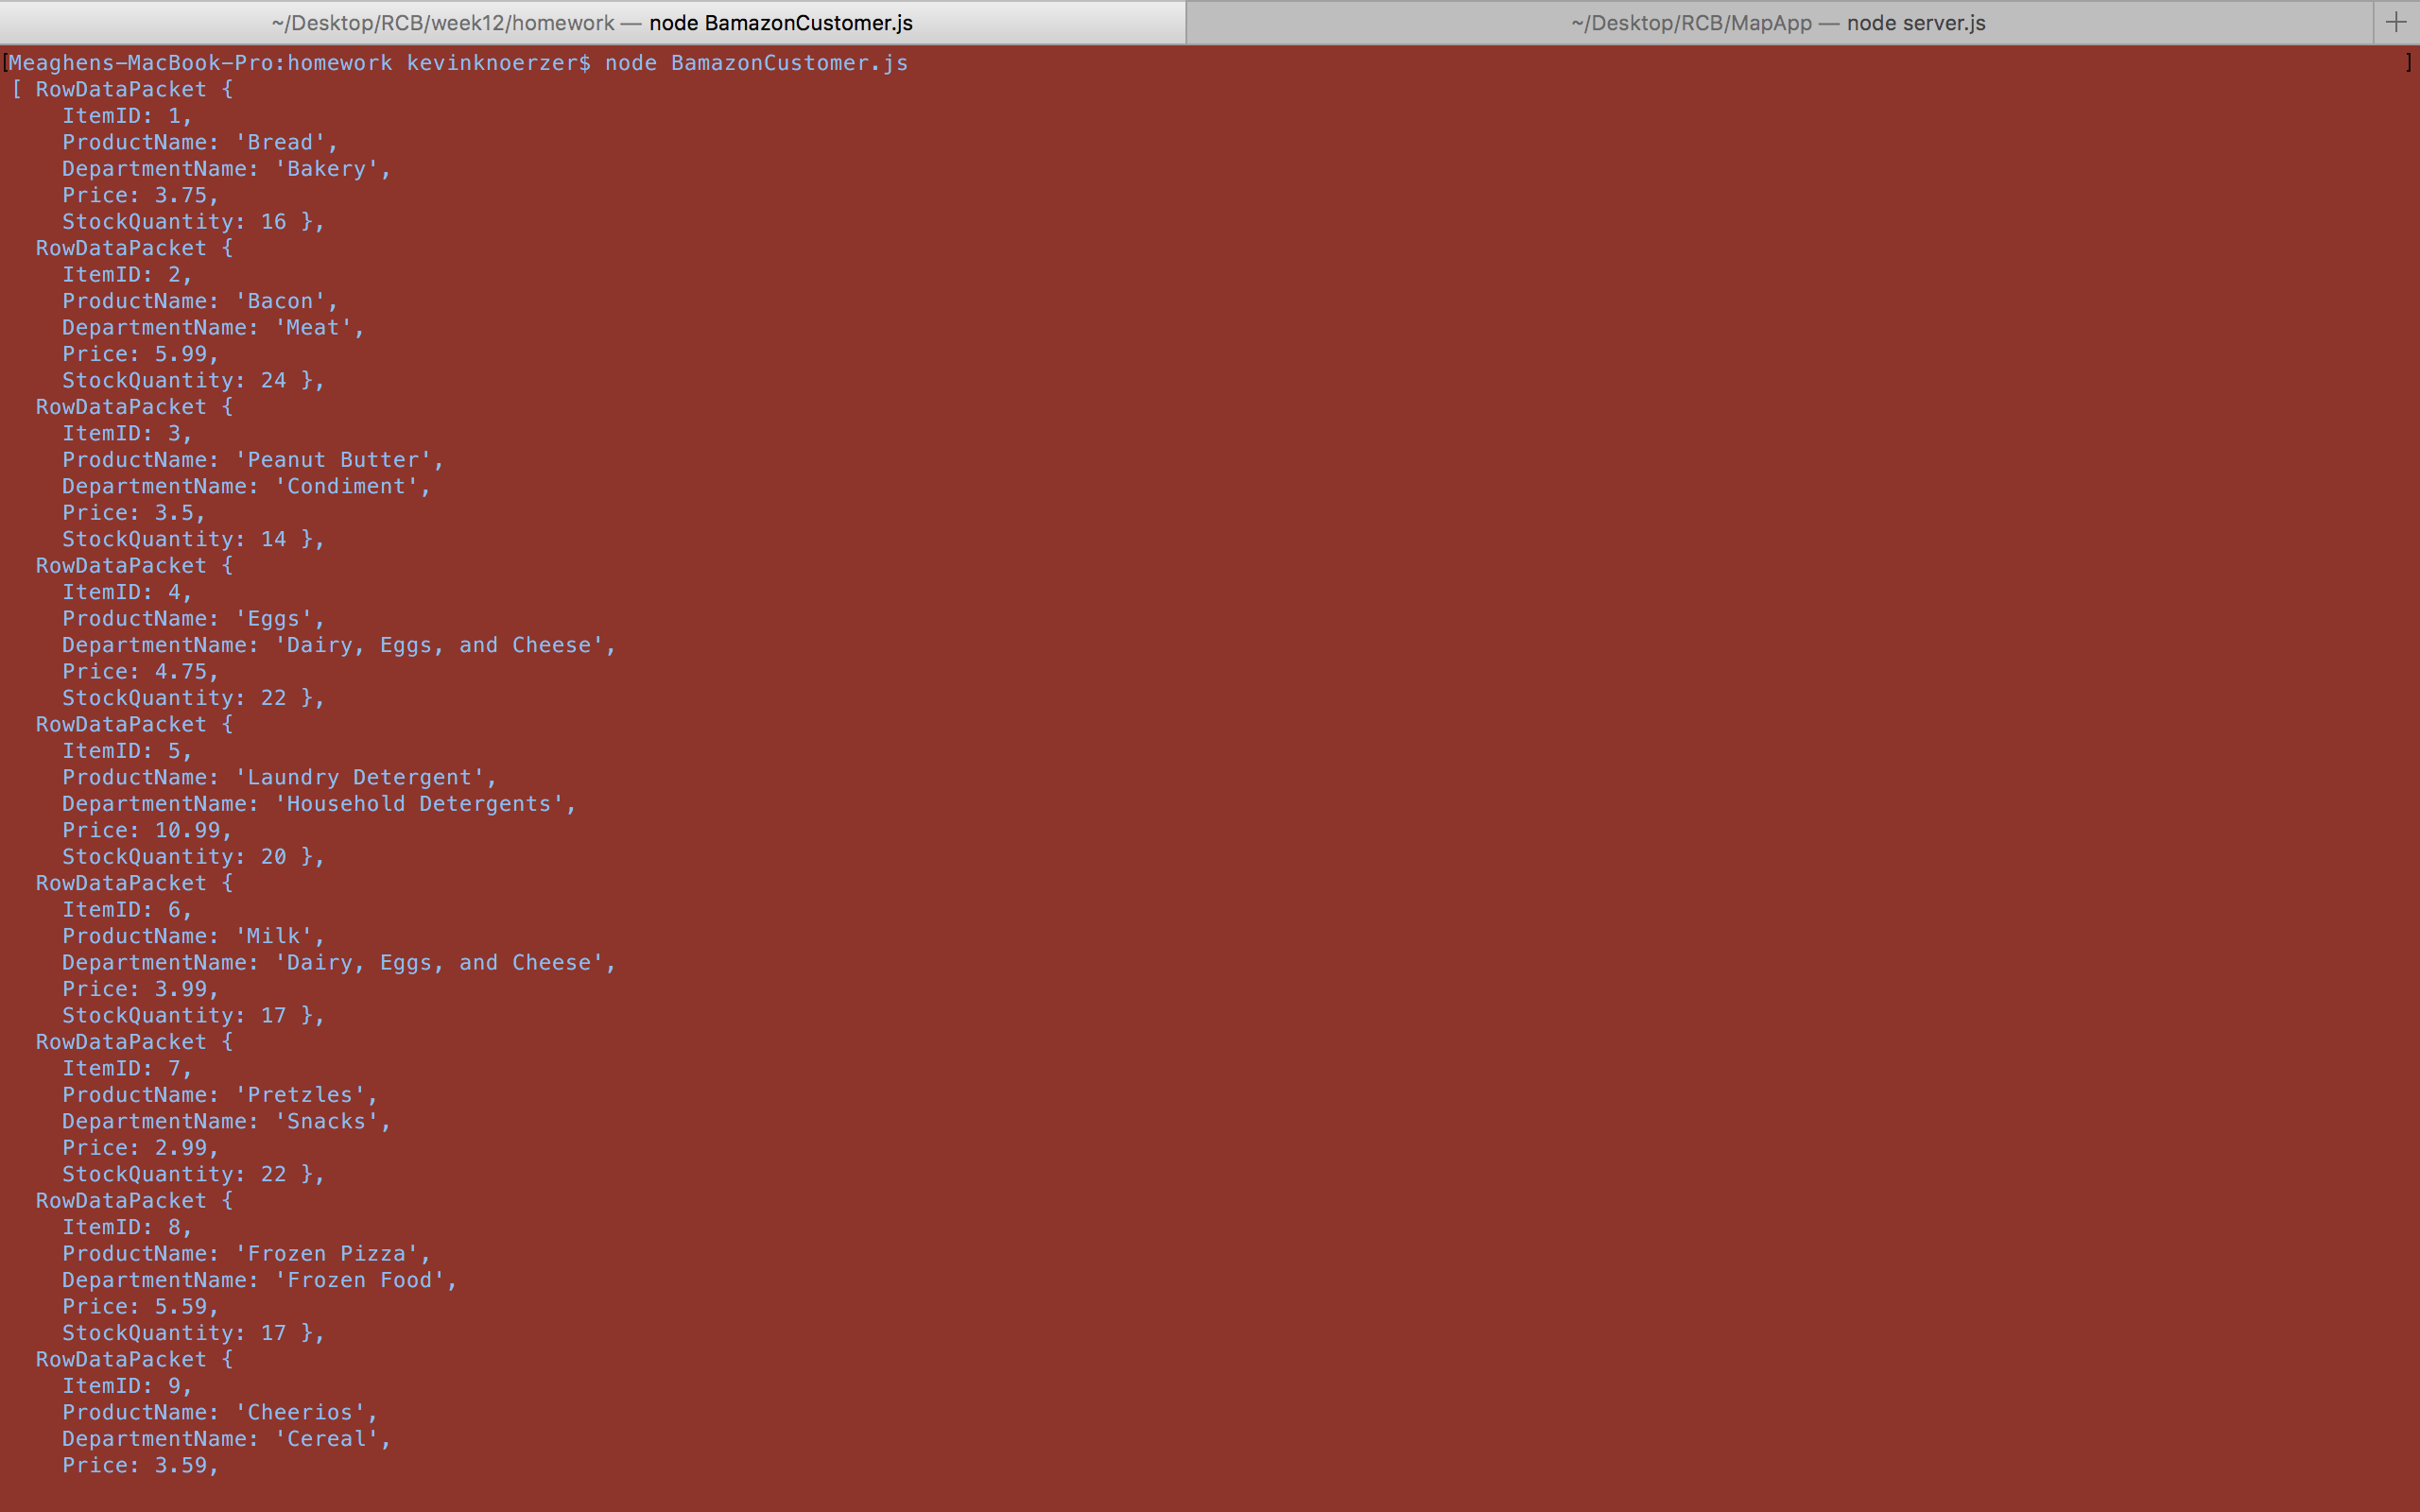 ~/Desktop/RCB/week12/homework — node BamazonCustomer.js
~/Desktop/RCB/MapApp — node server.js
[Meaghens-MacBook-Pro:homework kevinknoerzer$ node BamazonCustomer.js ]
[ RowDataPacket {
ItemID: 1,
ProductName: 'Bread',
DepartmentName: 'Bakery',
Price: 3.75,
StockQuantity: 16 },
RowDataPacket {
ItemID: 2,
ProductName: 'Bacon',
DepartmentName: 'Meat',
Price: 5.99,
StockQuantity: 24 },
RowDataPacket {
ItemID: 3,
ProductName: 'Peanut Butter',
DepartmentName: 'Condiment',
Price: 3.5,
StockQuantity: 14 },
RowDataPacket {
ItemID: 4,
ProductName: 'Eggs',
DepartmentName: 'Dairy, Eggs, and Cheese',
Price: 4.75,
StockQuantity: 22 },
RowDataPacket {
ItemID: 5,
ProductName: 'Laundry Detergent',
DepartmentName: 'Household Detergents',
Price: 10.99,
StockQuantity: 20 },
RowDataPacket {
ItemID: 6,
ProductName: 'Milk',
DepartmentName: 'Dairy, Eggs, and Cheese',
Price: 3.99,
StockQuantity: 17 },
RowDataPacket {
ItemID: 7,
ProductName: 'Pretzles',
DepartmentName: 'Snacks',
Price: 2.99,
StockQuantity: 22 },
RowDataPacket {
ItemID: 8,
ProductName: 'Frozen Pizza',
DepartmentName: 'Frozen Food',
Price: 5.59,
StockQuantity: 17 },
RowDataPacket {
ItemID: 9,
ProductName: 'Cheerios',
DepartmentName: 'Cereal',
Price: 3.59,